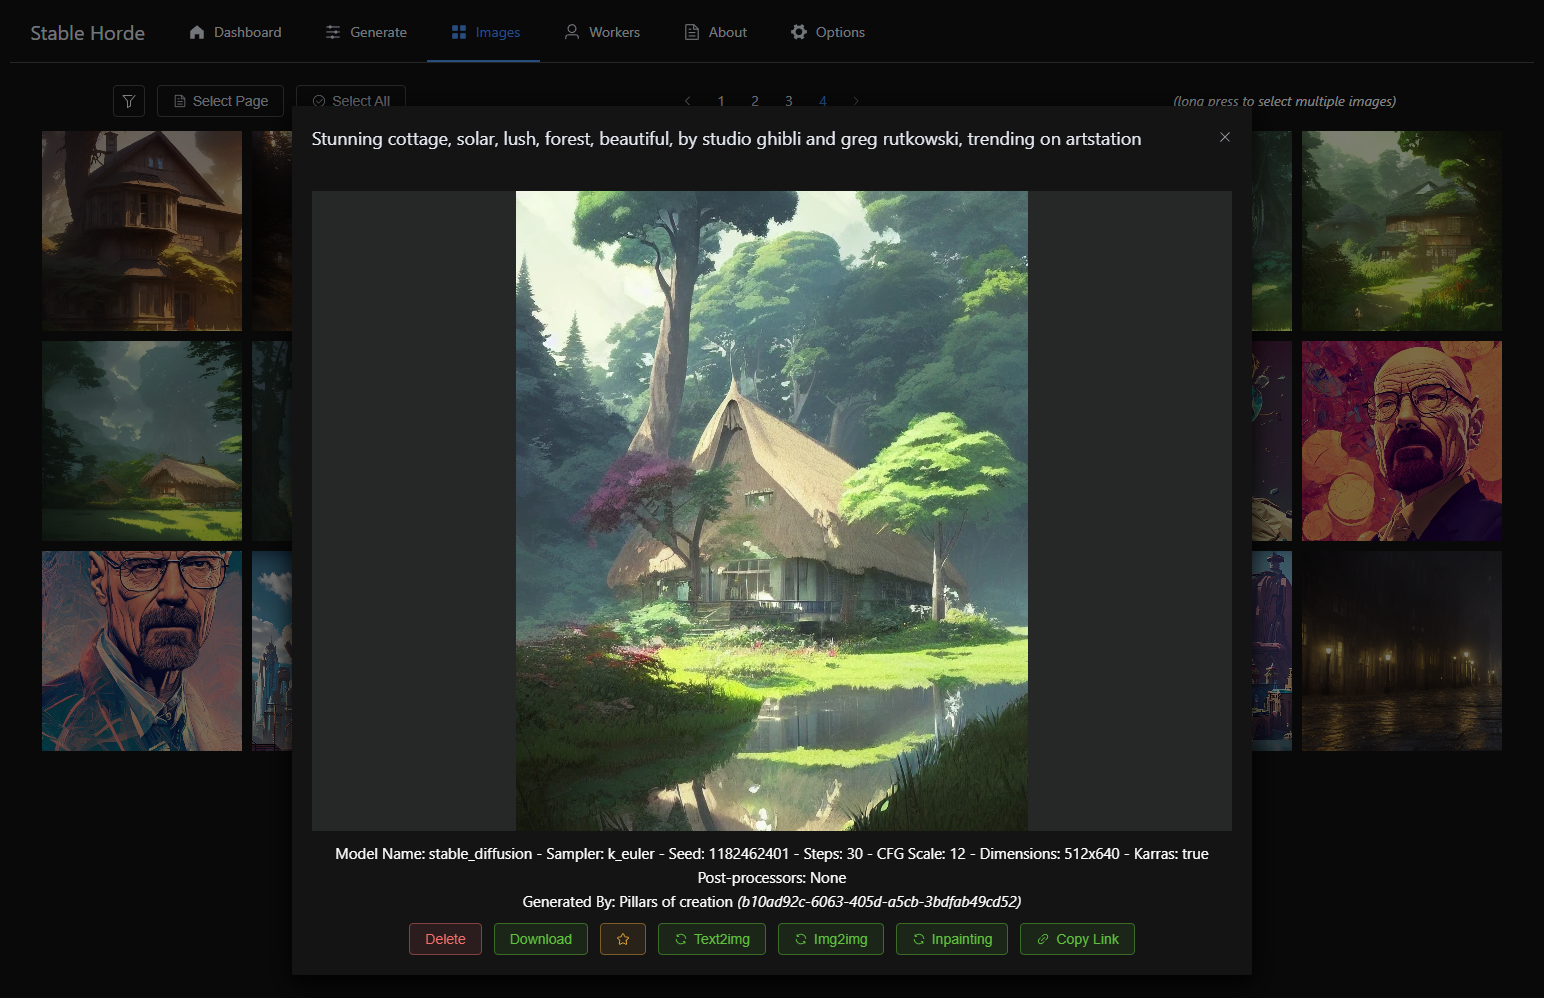 Stable Horde
Dashboard
Generate
Images
Workers
About
Options
Select Page
Select All
1 2 3 4
(long press to select multiple images)
Stunning cottage, solar, lush, forest, beautiful, by studio ghibli and greg rutkowski, trending on artstation
Model Name: stable_diffusion - Sampler: k_euler - Seed: 1182462401 - Steps: 30 - CFG Scale: 12 - Dimensions: 512x640 - Karras: true
Post-processors: None
Generated By: Pillars of creation (b10ad92c-6063-405d-a5cb-3bdfab49cd52)
Delete
Download
Text2img
Img2img
Inpainting
Copy Link